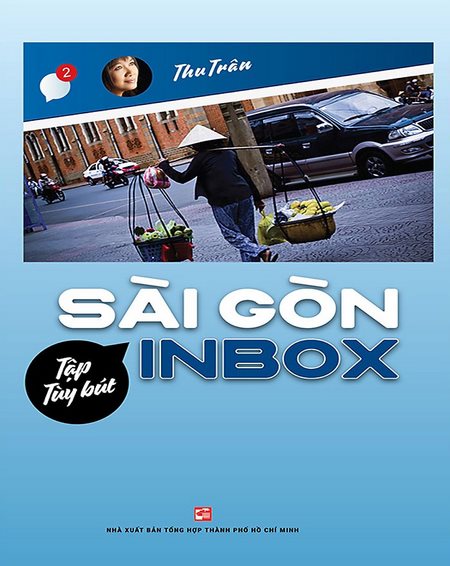 2
Thu Trân
SÀI GÒN
INBOX
Tập
Tùy bút
NHÀ XUẤT BẢN TỔNG HỢP THÀNH PHỐ HỒ CHÍ MINH